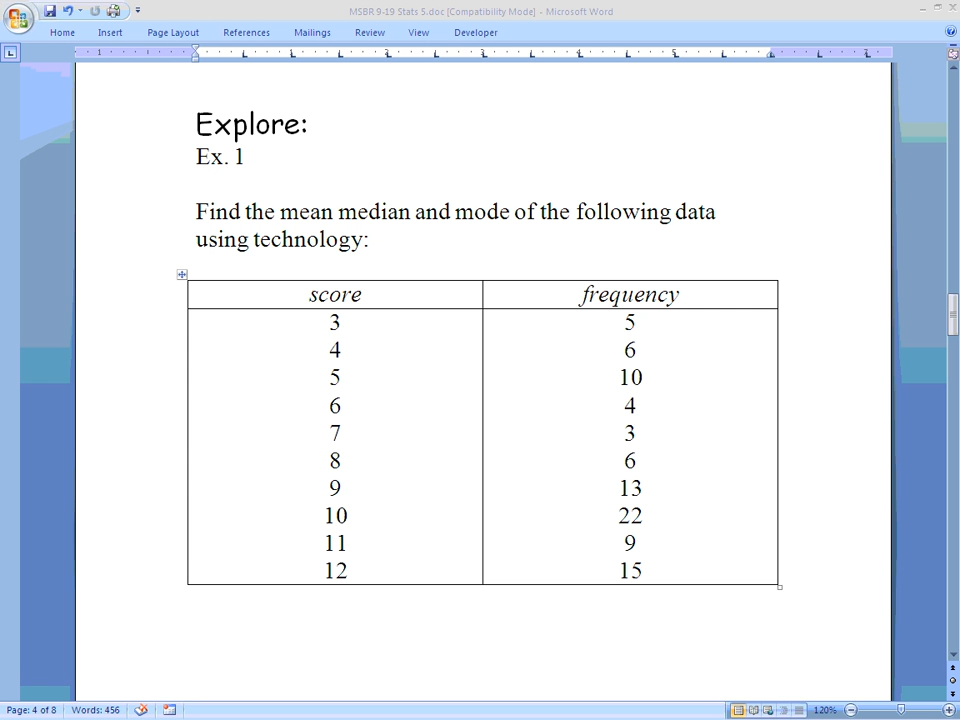 MSBR 9-19 Stats 5.doc [Compatibility Mode] - Microsoft Word
Home Insert Page Layout References Mailings Review View Developer
Explore:
Ex. 1
Find the mean median and mode of the following data
using technology:
score frequency
3 5
4 6
5 10
6 4
7 3
8 6
9 13
10 22
11 9
12 15
Page: 4 of 8 Words: 456 120%